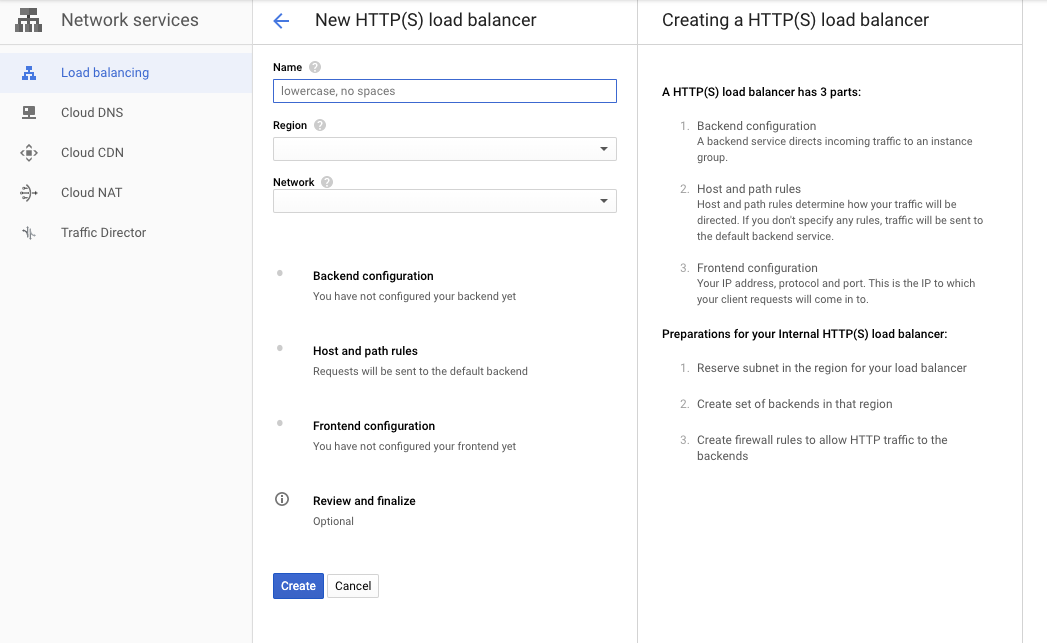 Network services
Load balancing
Cloud DNS
Cloud CDN
Cloud NAT
Traffic Director
New HTTP(S) load balancer
Name
lowercase, no spaces
Region
Network
Backend configuration
You have not configured your backend yet
Host and path rules
Requests will be sent to the default backend
Frontend configuration
You have not configured your frontend yet
Review and finalize
Optional
Create Cancel
Creating a HTTP(S) load balancer
A HTTP(S) load balancer has 3 parts:
1. Backend configuration
A backend service directs incoming traffic to an instance
group.
2. Host and path rules
Host and path rules determine how your traffic will be
directed. If you don't specify any rules, traffic will be sent to
the default backend service.
3. Frontend configuration
Your IP address, protocol and port. This is the IP to which
your client requests will come in to.
Preparations for your Internal HTTP(S) load balancer:
1. Reserve subnet in the region for your load balancer
2. Create set of backends in that region
3. Create firewall rules to allow HTTP traffic to the
backends